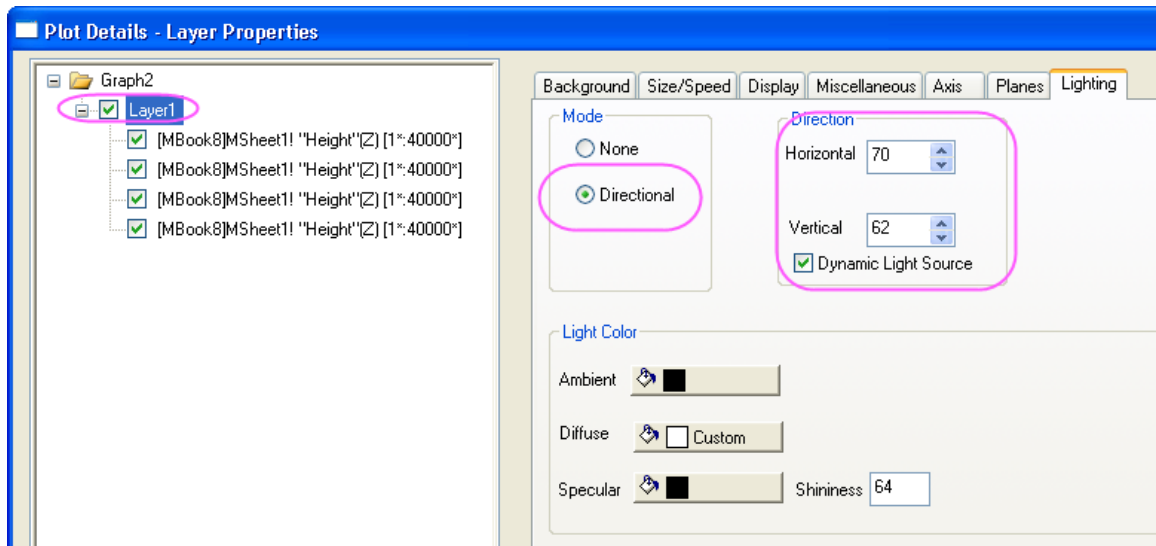 Plot Details - Layer Properties
Graph2
Layer1
[MBook8]MSheet1! "Height"(Z) [1*:40000*]
[MBook8]MSheet1! "Height"(Z) [1*:40000*]
[MBook8]MSheet1! "Height"(Z) [1*:40000*]
[MBook8]MSheet1! "Height"(Z) [1*:40000*]
Background Size/Speed Display Miscellaneous Axis Planes Lighting
Mode
None
Directional
Direction
Horizontal 70
Vertical 62
Dynamic Light Source
Light Color
Ambient
Diffuse Custom
Specular Shininess 64